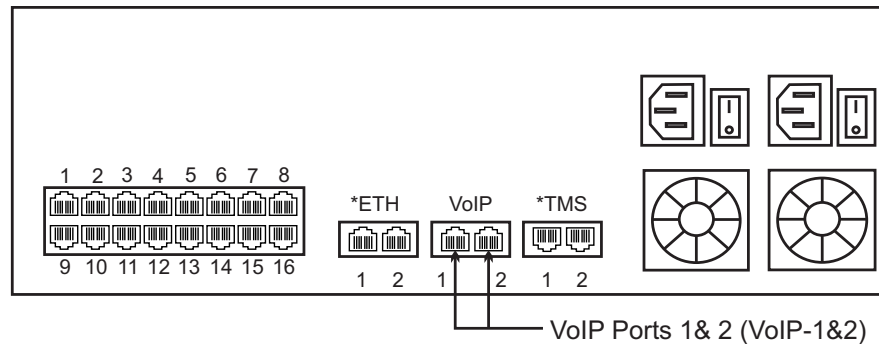 1 2 3 4 5 6 7 8
9 10 11 12 13 14 15 16
*ETH VoIP *TMS
1 2 1 2 1 2
VoIP Ports 1& 2 (VoIP-1&2)